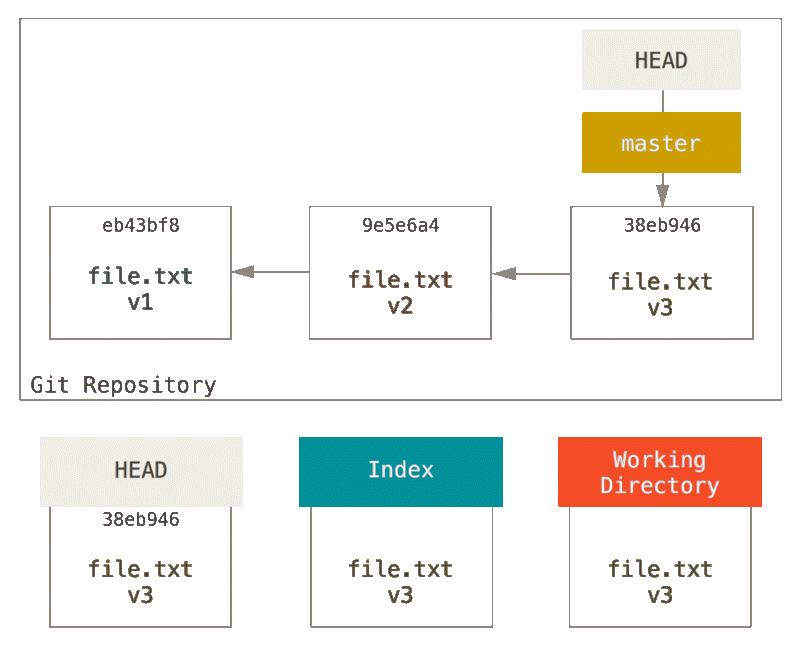 HEAD
master
eb43bf8
file.txt
v1
9e5e6a4
file.txt
v2
38eb946
file.txt
v3
Git Repository
HEAD
38eb946
file.txt
v3
Index
file.txt
v3
Working
Directory
file.txt
v3